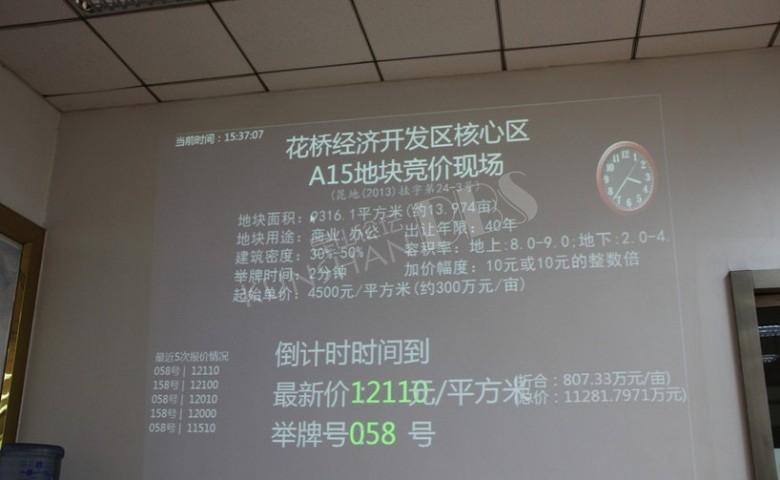 当前时间：15:37:07
花桥经济开发区核心区
A15地块竞价现场
(昆地(2013)挂字第24-3号)
地块面积：9316.1平方米(约13.974亩)
地块用途：商业 办公 出让年限：40年
建筑密度：30%-50% 容积率：地上:8.0-9.0;地下:2.0-4.
举牌时间：2分钟 加价幅度：10元或10元的整数倍
起始单价：4500元/平方米(约300万元/亩)
倒计时时间到
最新价:12110元/平方米(折合：807.33万元/亩)
(总价：11281.7971万元)
举牌号:058 号
最近5次报价情况
058号| 12110
158号| 12100
058号| 12010
158号| 12000
058号| 11510
KUNSHAN BBS